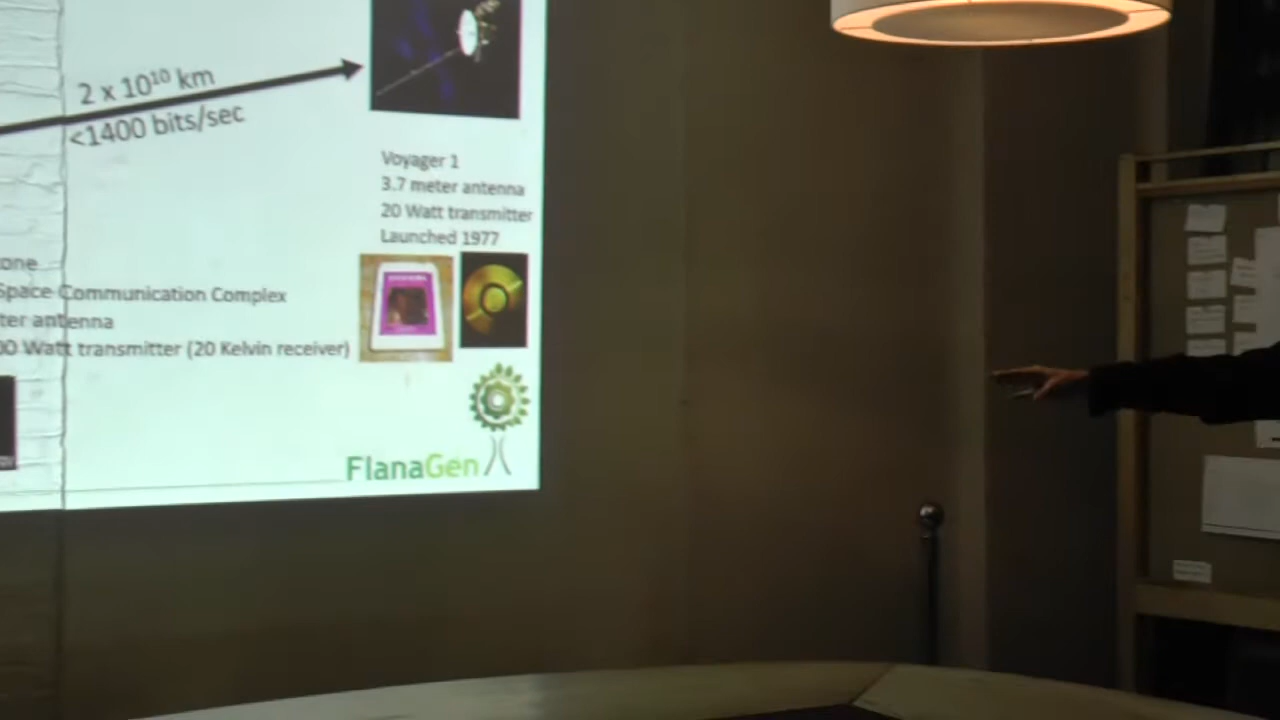 2 x 10¹⁰ km
<1400 bits/sec
Voyager 1
3.7 meter antenna
20 Watt transmitter
Launched 1977
one
Space Communication Complex
ter antenna
00 Watt transmitter (20 Kelvin receiver)
FlanaGen